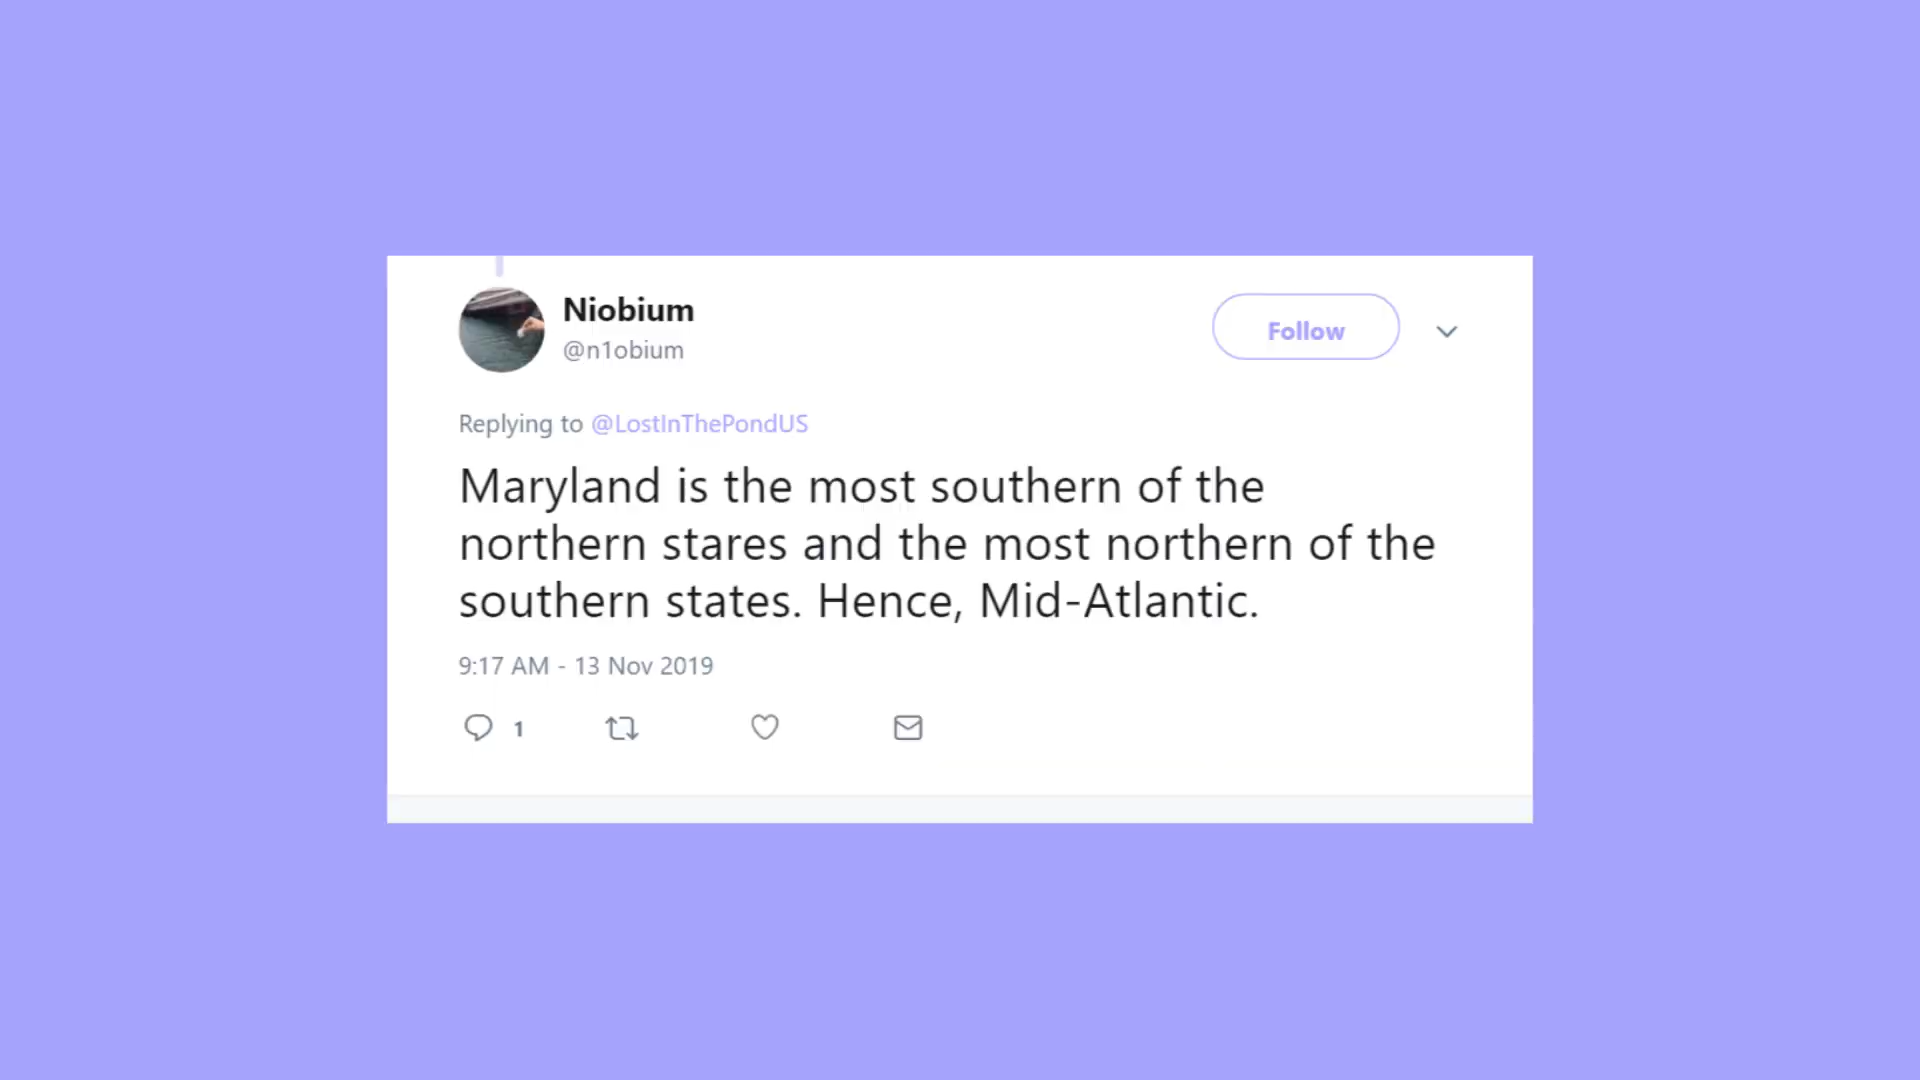 Niobium
@n1obium
Follow
Replying to @LostInThePondUS
Maryland is the most southern of the
northern stares and the most northern of the
southern states. Hence, Mid-Atlantic.
9:17 AM - 13 Nov 2019
1